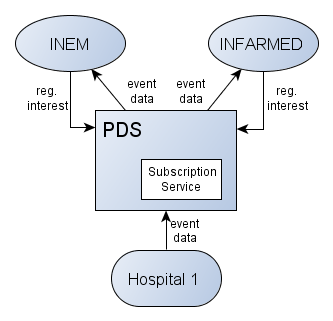 INEM
INFARMED
event
data
event
data
reg.
interest
reg.
interest
PDS
Subscription
Service
event
data
Hospital 1